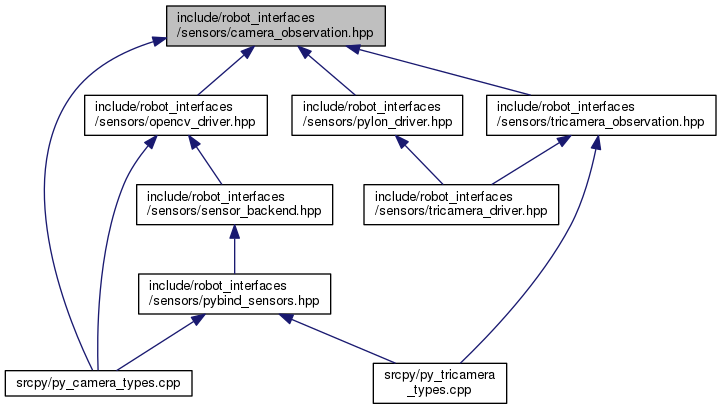 include/robot_interfaces
/sensors/camera_observation.hpp
include/robot_interfaces
/sensors/opencv_driver.hpp
include/robot_interfaces
/sensors/pylon_driver.hpp
include/robot_interfaces
/sensors/tricamera_observation.hpp
include/robot_interfaces
/sensors/sensor_backend.hpp
include/robot_interfaces
/sensors/tricamera_driver.hpp
include/robot_interfaces
/sensors/pybind_sensors.hpp
srcpy/py_camera_types.cpp
srcpy/py_tricamera
_types.cpp